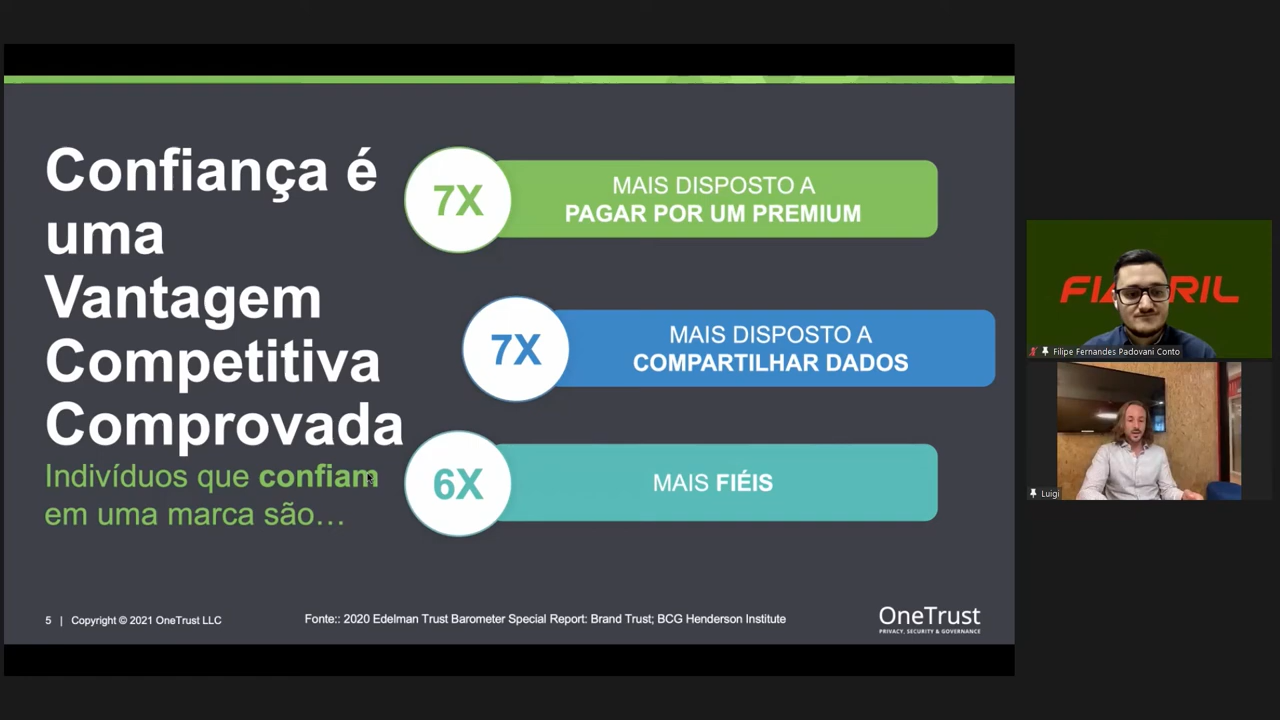 Confiança é
uma
Vantagem
Competitiva
Comprovada
Indivíduos que confiam
em uma marca são…
7X
MAIS DISPOSTO A
PAGAR POR UM PREMIUM
7X
MAIS DISPOSTO A
COMPARTILHAR DADOS
6X
MAIS FIÉIS
5 | Copyright © 2021 OneTrust LLC
Fonte:: 2020 Edelman Trust Barometer Special Report: Brand Trust; BCG Henderson Institute
OneTrust
PRIVACY, SECURITY & GOVERNANCE
Filipe Fernandes Padovani Conto
Luigi